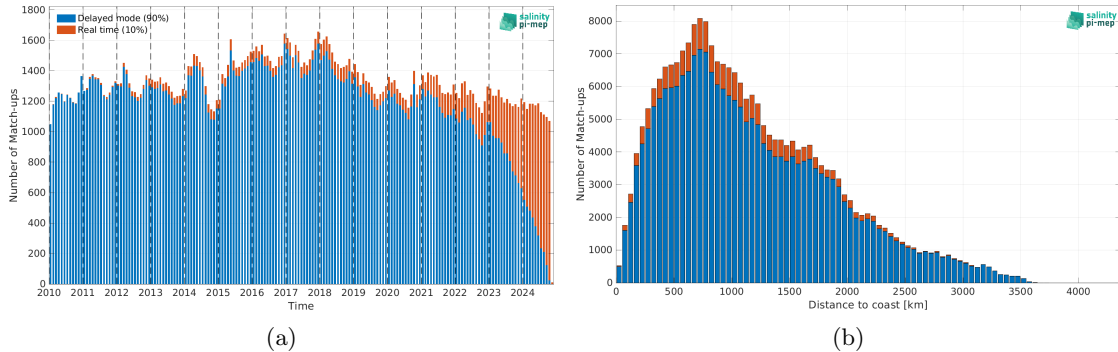 Delayed mode (90%)
Real time (10%)
salinity
pi-mep
Number of Match-ups
1800
1600
1400
1200
1000
800
600
400
200
0
2010 2011 2012 2013 2014 2015 2016 2017 2018 2019 2020 2021 2022 2023 2024
Time
(a)
salinity
pi-mep
Number of Match-ups
8000
7000
6000
5000
4000
3000
2000
1000
0
0 500 1000 1500 2000 2500 3000 3500 4000
Distance to coast [km]
(b)